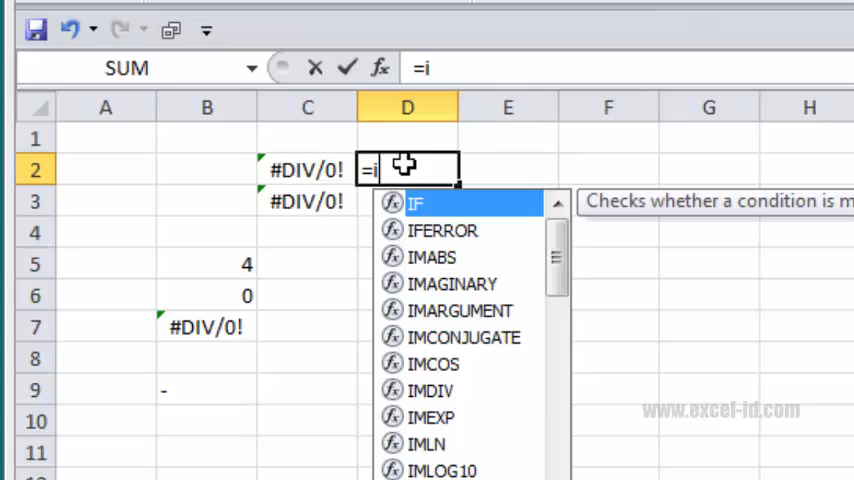 SUM =i
A B C D E F G H
1
2 #DIV/0! =i
IF Checks whether a condition is m
3 #DIV/0!
IFERROR
4
IMABS
5 4
IMAGINARY
6 0
IMARGUMENT
7 #DIV/0!
IMCONJUGATE
8
IMCOS
9 -
IMDIV
10
IMEXP
www.excel-id.com
11
IMLN
IMLOG10